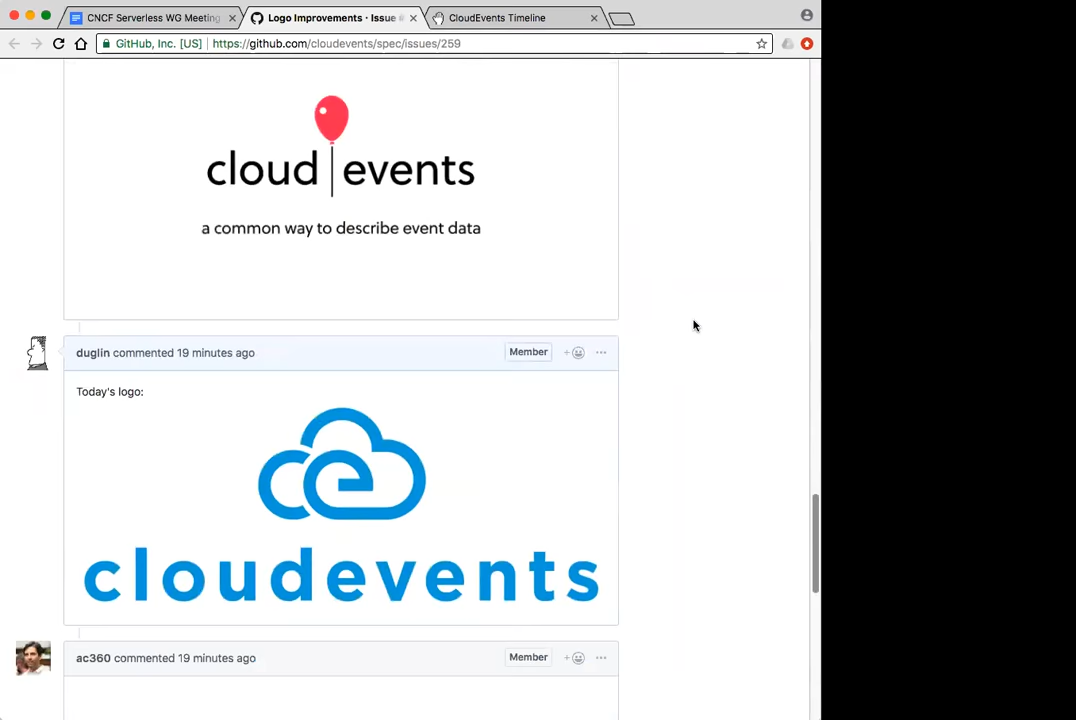 CNCF Serverless WG Meeting
Logo Improvements · Issue
CloudEvents Timeline
GitHub, Inc. [US]
https://github.com/cloudevents/spec/issues/259
cloud events
a common way to describe event data
duglin commented 19 minutes ago
Member
Today's logo:
cloudevents
ac360 commented 19 minutes ago
Member